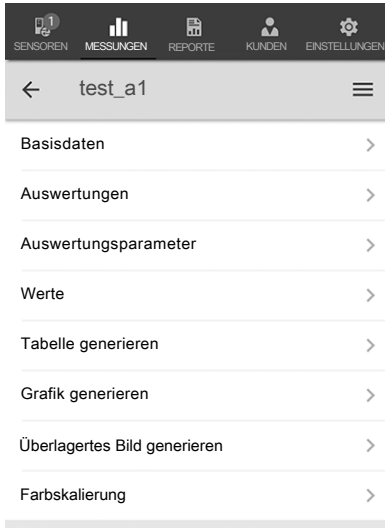 1
SENSOREN MESSUNGEN REPORTE KUNDEN EINSTELLUNGEN
test_a1
Basisdaten
Auswertungen
Auswertungsparameter
Werte
Tabelle generieren
Grafik generieren
Überlagertes Bild generieren
Farbskalierung